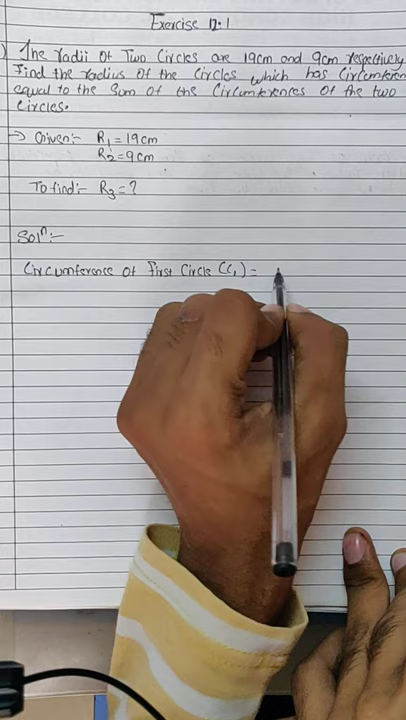 Exercise 12.1
) The radii of Two Circles are 19cm and 9cm respectively
Find the radius of the Circles which has Circumferen
equal to the Sum of the Circumferences of the two
Circles.
→ Given:- R₁ = 19cm
R₂ = 9cm
To find:- R₃ = ?
Solⁿ:-
Circumference of First Circle (C₁) =